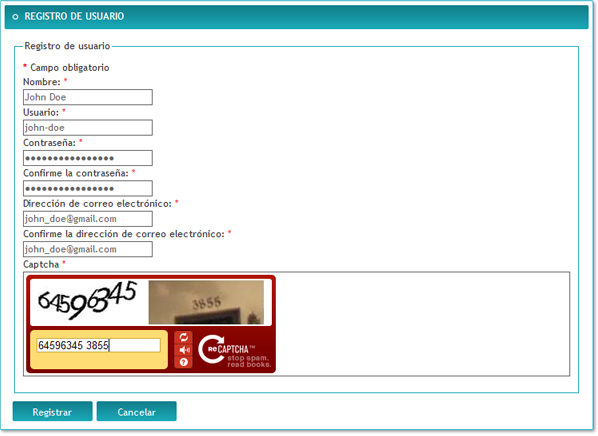 REGISTRO DE USUARIO
Registro de usuario
* Campo obligatorio
Nombre: *
John Doe
Usuario: *
john-doe
Contraseña: *
••••••••••••••••
Confirme la contraseña: *
••••••••••••••••
Dirección de correo electrónico: *
john_doe@gmail.com
Confirme la dirección de correo electrónico: *
john_doe@gmail.com
Captcha *
64596345 3855
64596345 3855
?
reCAPTCHA™
stop spam.
read books.
Registrar Cancelar